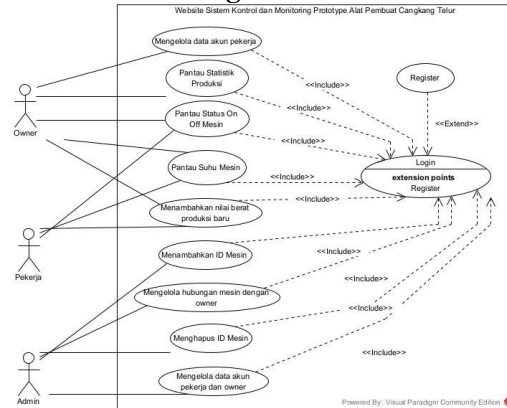 Website Sistem Kontrol dan Monitoring Prototype Alat Pembuat Cangkang Telur
Mengelola data akun pekerja
Pantau Statistik
Produksi
Register
<<Include>>
<<Include>>
<<Extend>>
Pantau Status On
Off Mesin
Owner
<<Include>>
Login
extension points
Register
Pantau Suhu Mesin
<<Include>>
Menambahkan nilai berat
produksi baru
<<Include>>
Menambahkan ID Mesin
<<Include>>
Pekerja
<<Include>>
Mengelola hubungan mesin dengan
owner
<<Include>>
Menghapus ID Mesin
<<Include>>
Mengelola data akun
pekerja dan owner
Admin
Powered By: Visual Paradigm Community Edition